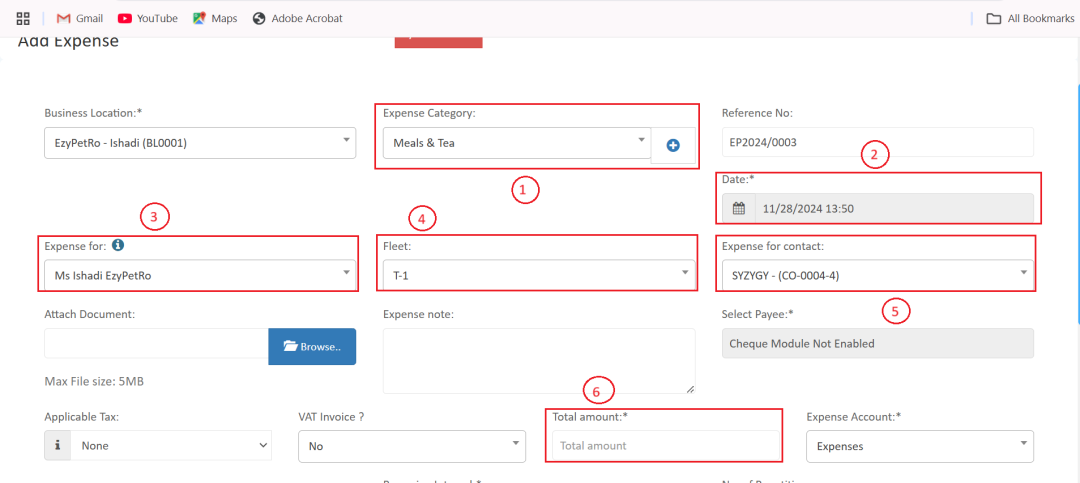 Gmail YouTube Maps Adobe Acrobat All Bookmarks
Add Expense
Business Location:* Expense Category: Reference No:
EzyPetRo - Ishadi (BL0001) Meals & Tea EP2024/0003
2
1 Date:*
11/28/2024 13:50
3 4
Expense for: Fleet: Expense for contact:
Ms Ishadi EzyPetRo T-1 SYZYGY - (CO-0004-4)
5
Attach Document: Expense note: Select Payee:*
Browse.. Cheque Module Not Enabled
Max File size: 5MB
6
Applicable Tax: VAT Invoice ? Total amount:* Expense Account:*
None No Total amount Expenses